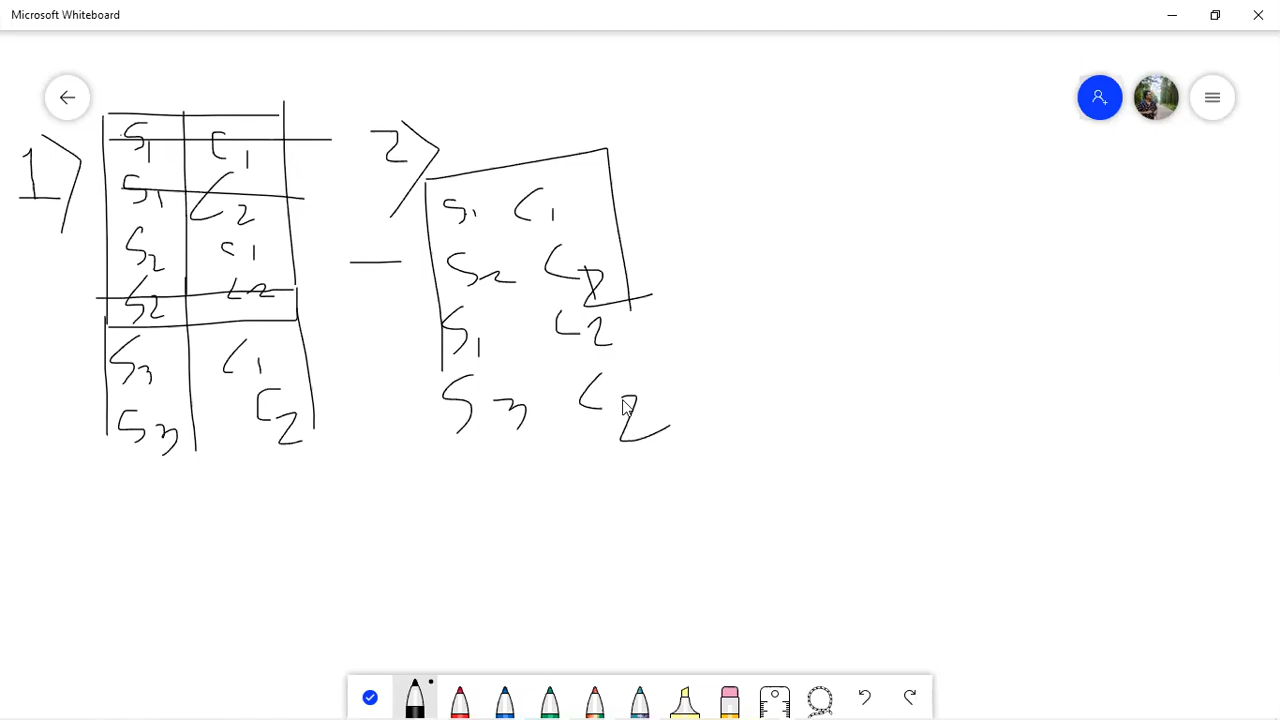 Microsoft Whiteboard
1)
S1 C1
S1 C2
S2 C1
S2 C2
S3 C1
S3 C2
—
2)
S1 C1
S2 C2
S1 C2
S3 C2